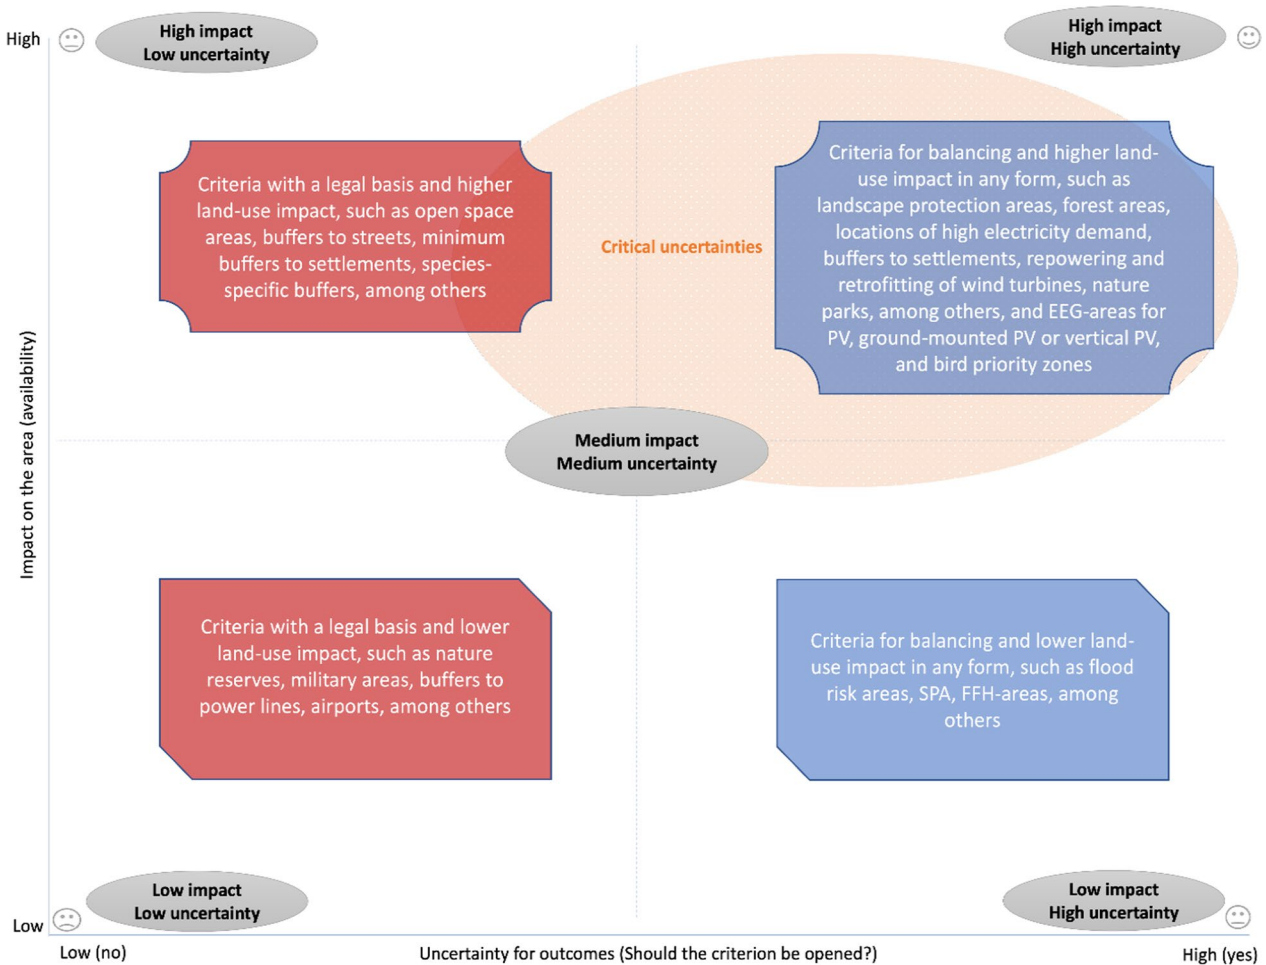 High
High impact
Low uncertainty
High impact
High uncertainty
Criteria with a legal basis and higher
land-use impact, such as open space
areas, buffers to streets, minimum
buffers to settlements, species-
specific buffers, among others
Critical uncertainties
Criteria for balancing and higher land-
use impact in any form, such as
landscape protection areas, forest areas,
locations of high electricity demand,
buffers to settlements, repowering and
retrofitting of wind turbines, nature
parks, among others, and EEG-areas for
PV, ground-mounted PV or vertical PV,
and bird priority zones
Impact on the area (availability)
Medium impact
Medium uncertainty
Criteria with a legal basis and lower
land-use impact, such as nature
reserves, military areas, buffers to
power lines, airports, among others
Criteria for balancing and lower land-
use impact in any form, such as flood
risk areas, SPA, FFH-areas, among
others
Low impact
Low uncertainty
Low impact
High uncertainty
Low
Low (no)
Uncertainty for outcomes (Should the criterion be opened?)
High (yes)